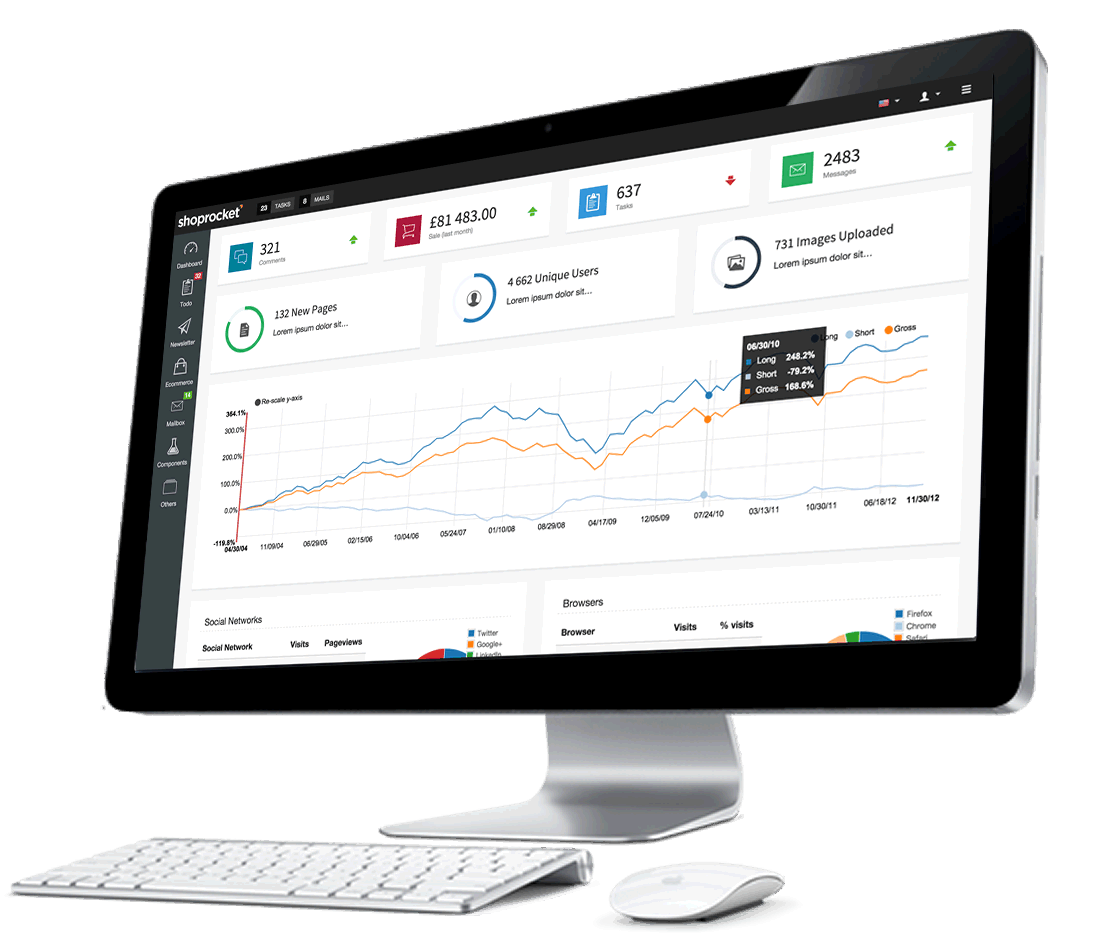 shoprocket
23 TASKS 8 MAILS
Dashboard
32
Todo
Newsletter
Ecommerce
14
Mailbox
Components
Others
321
Comments
£81 483.00
Sale (last month)
637
Tasks
2483
Messages
132 New Pages
Lorem ipsum dolor sit...
4 662 Unique Users
Lorem ipsum dolor sit...
731 Images Uploaded
Lorem ipsum dolor sit...
Re-scale y-axis
Long Short Gross
06/30/10
Long 248.2%
Short -79.2%
Gross 168.6%
384.1%
300.0%
200.0%
100.0%
0.0%
-119.8%
04/30/04 11/09/04 06/29/05 02/15/06 10/04/06 05/24/07 01/10/08 08/29/08 04/17/09 12/05/09 07/24/10 03/13/11 10/30/11 06/18/12 11/30/12
Social Networks
Social Network Visits Pageviews
Twitter
Google+
LinkedIn
Browsers
Browser Visits % visits
Firefox
Chrome
Safari